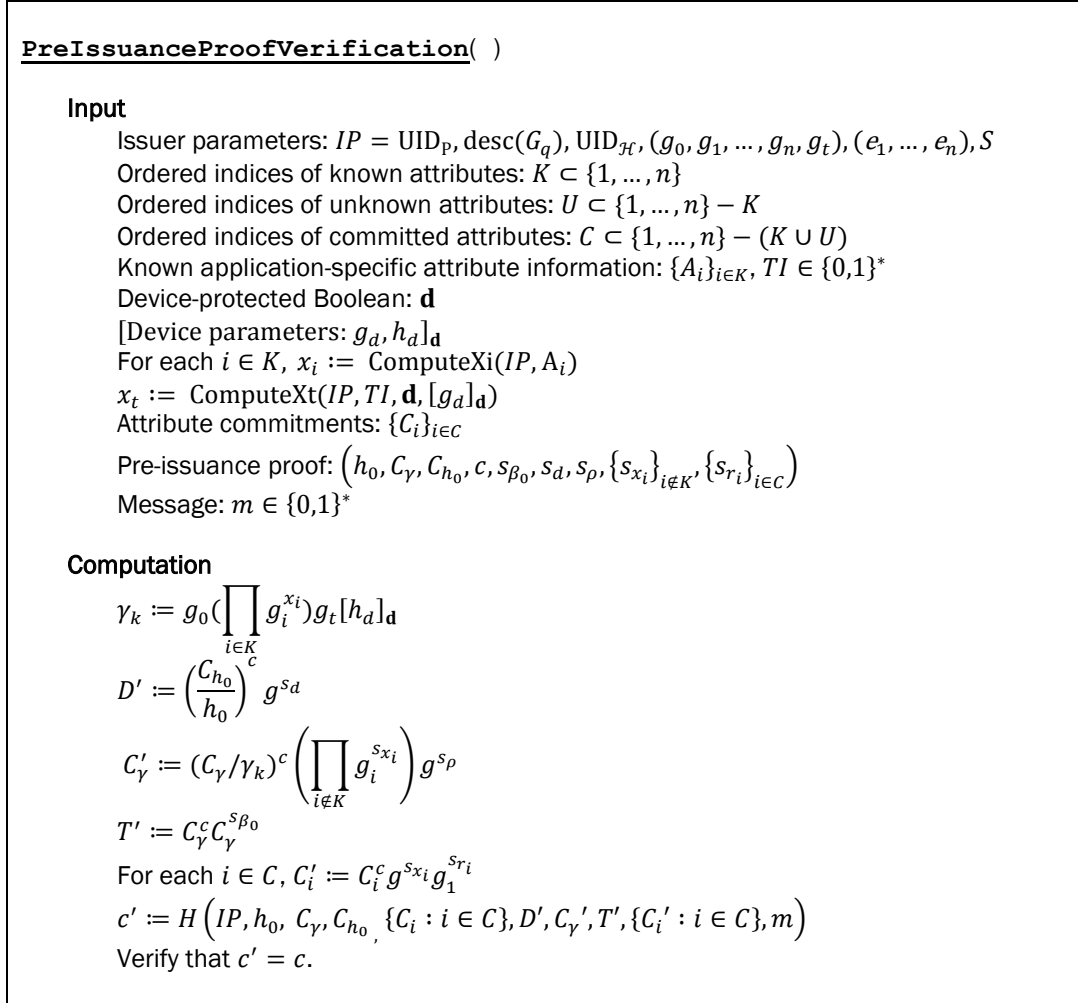 PreIssuanceProofVerification( )
Input
Issuer parameters: IP = UID_P, desc(G_q), UID_ℋ, (g_0, g_1, …, g_n, g_t), (e_1, …, e_n), S
Ordered indices of known attributes: K ⊂ {1, …, n}
Ordered indices of unknown attributes: U ⊂ {1, …, n} − K
Ordered indices of committed attributes: C ⊂ {1, …, n} − (K ∪ U)
Known application-specific attribute information: {A_i}_{i∈K}, TI ∈ {0,1}^*
Device-protected Boolean: d
[Device parameters: g_d, h_d]_d
For each i ∈ K, x_i := ComputeXi(IP, A_i)
x_t := ComputeXt(IP, TI, d, [g_d]_d)
Attribute commitments: {C_i}_{i∈C}
Pre-issuance proof: (h_0, C_γ, C_{h_0}, c, s_{β_0}, s_d, s_ρ, {s_{x_i}}_{i∉K}, {s_{r_i}}_{i∈C})
Message: m ∈ {0,1}^*
Computation
γ_k ≔ g_0(∏_{i∈K} g_i^{x_i})g_t[h_d]_d
D′ ≔ (C_{h_0}/h_0)^c g^{s_d}
C_γ′ ≔ (C_γ/γ_k)^c (∏_{i∉K} g_i^{s_{x_i}}) g^{s_ρ}
T′ ≔ C_γ^c C_γ^{s_{β_0}}
For each i ∈ C, C_i′ ≔ C_i^c g^{s_{x_i}} g_1^{s_{r_i}}
c′ ≔ H(IP, h_0, C_γ, C_{h_0}, {C_i : i ∈ C}, D′, C_γ′, T′, {C_i′ : i ∈ C}, m)
Verify that c′ = c.